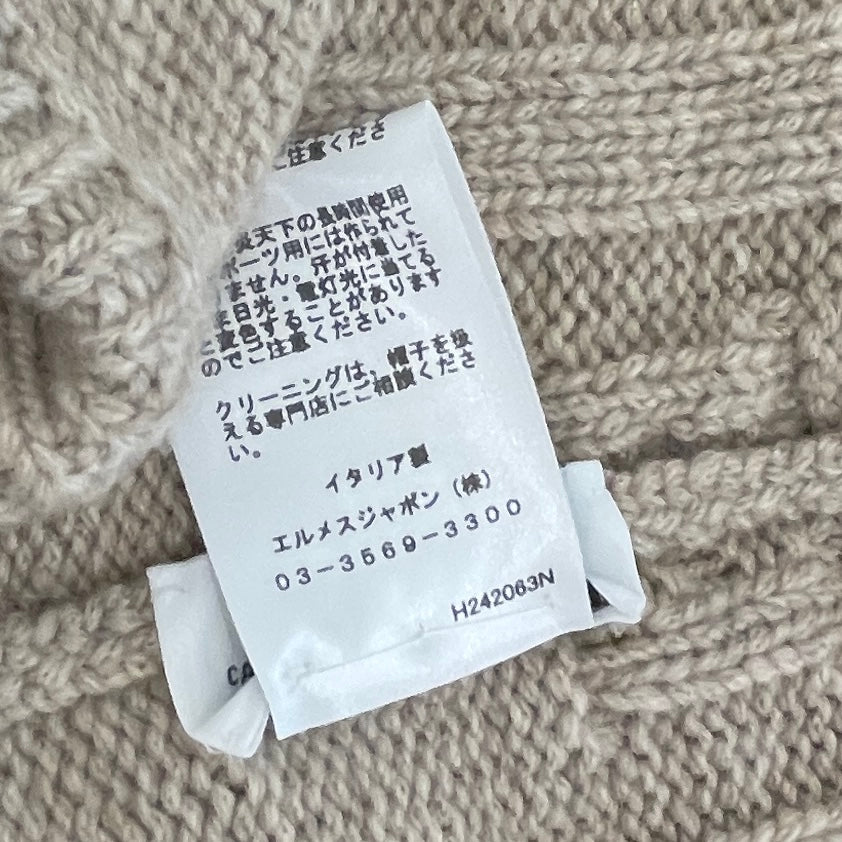 ご注意くださ
炎天下の長時間使用
ポーツ用には作られて
ません。汗が付着した
ま日光・電灯光に当てる
と変色することがあります
のでご注意ください。
クリーニングは、帽子を扱
える専門店にご相談くださ
い。
イタリア製
エルメスジャポン（株）
03-3569-3300
H242063N
CA